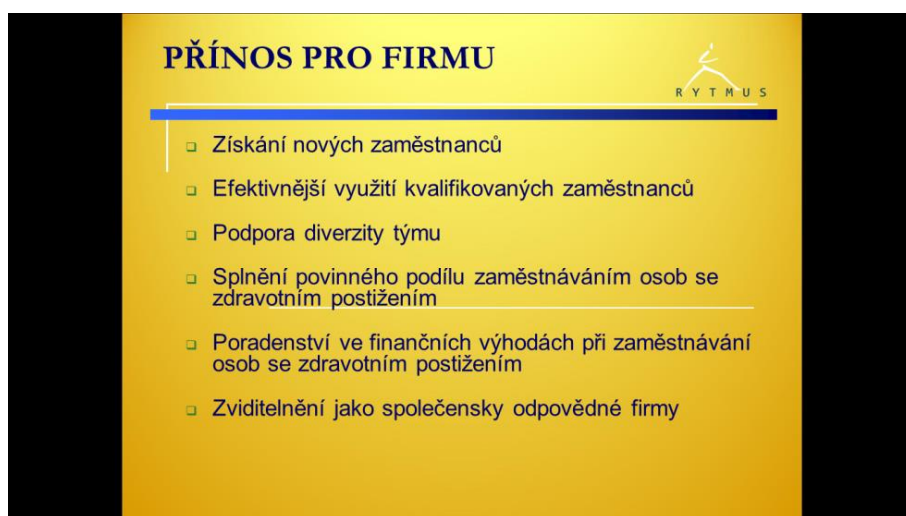 PŘÍNOS PRO FIRMU
RYTMUS
Získání nových zaměstnanců
Efektivnější využití kvalifikovaných zaměstnanců
Podpora diverzity týmu
Splnění povinného podílu zaměstnáváním osob se
zdravotním postižením
Poradenství ve finančních výhodách při zaměstnávání
osob se zdravotním postižením
Zviditelnění jako společensky odpovědné firmy